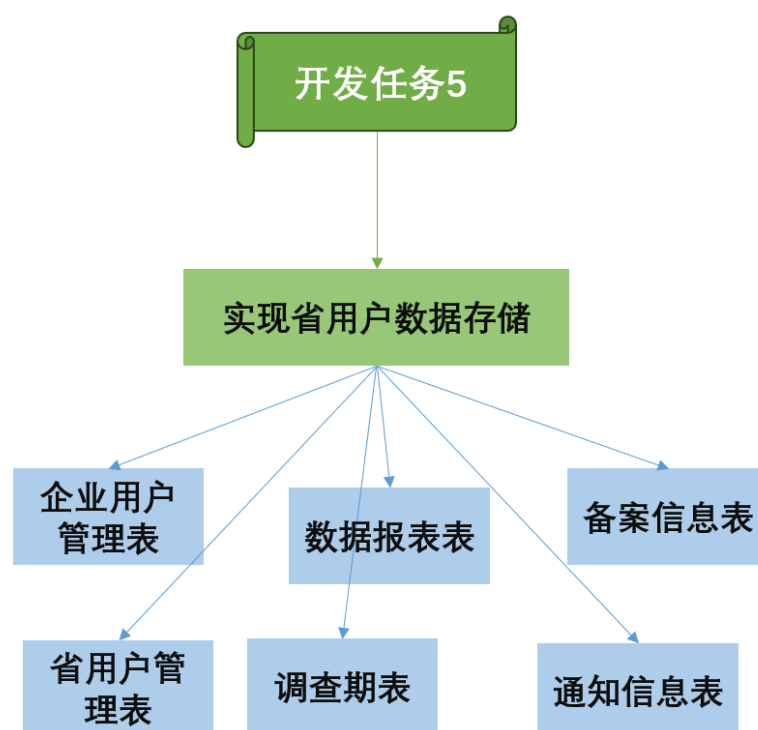 开发任务5
实现省用户数据存储
企业用户
管理表
数据报表表
备案信息表
省用户管
理表
调查期表
通知信息表